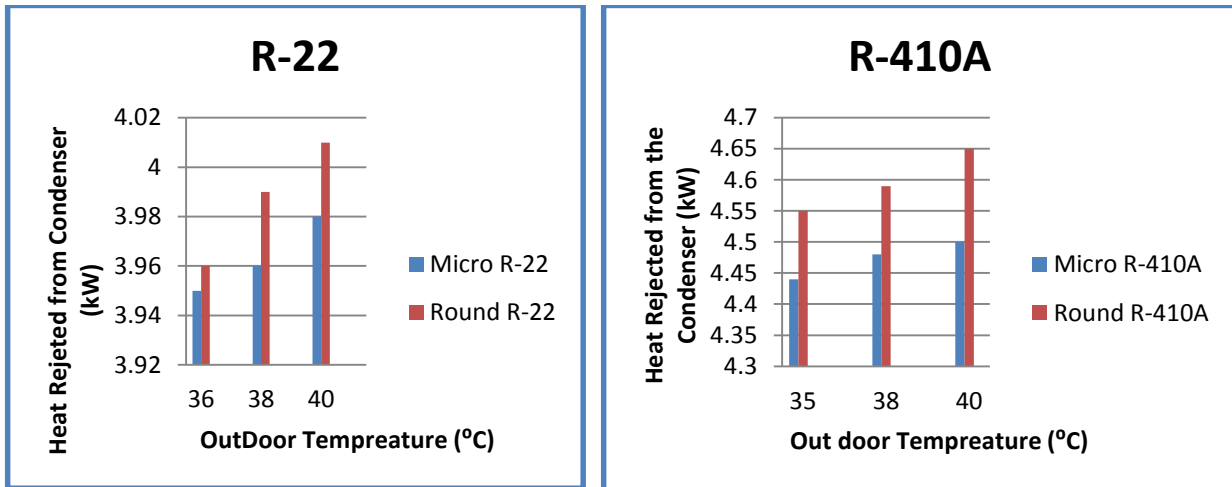 R-22
Heat Rejeted from Condenser
(kW)
4.02
4
3.98
3.96
3.94
3.92
36 38 40
OutDoor Tempreature (⁰C)
Micro R-22
Round R-22
R-410A
Heat Rejected from the
Condenser (kW)
4.7
4.65
4.6
4.55
4.5
4.45
4.4
4.35
4.3
35 38 40
Out door Tempreature (⁰C)
Micro R-410A
Round R-410A